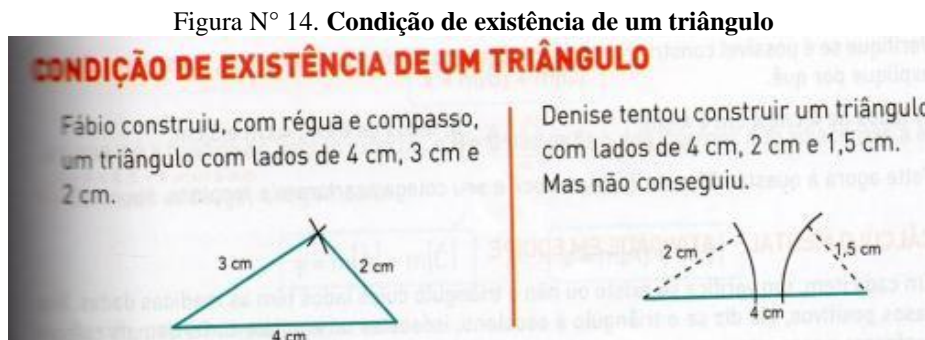 Figura N° 14. Condição de existência de um triângulo
CONDIÇÃO DE EXISTÊNCIA DE UM TRIÂNGULO
Fábio construiu, com régua e compasso,
um triângulo com lados de 4 cm, 3 cm e
2 cm.
3 cm
2 cm
4 cm
Denise tentou construir um triângulo
com lados de 4 cm, 2 cm e 1,5 cm.
Mas não conseguiu.
2 cm
1,5 cm
4 cm